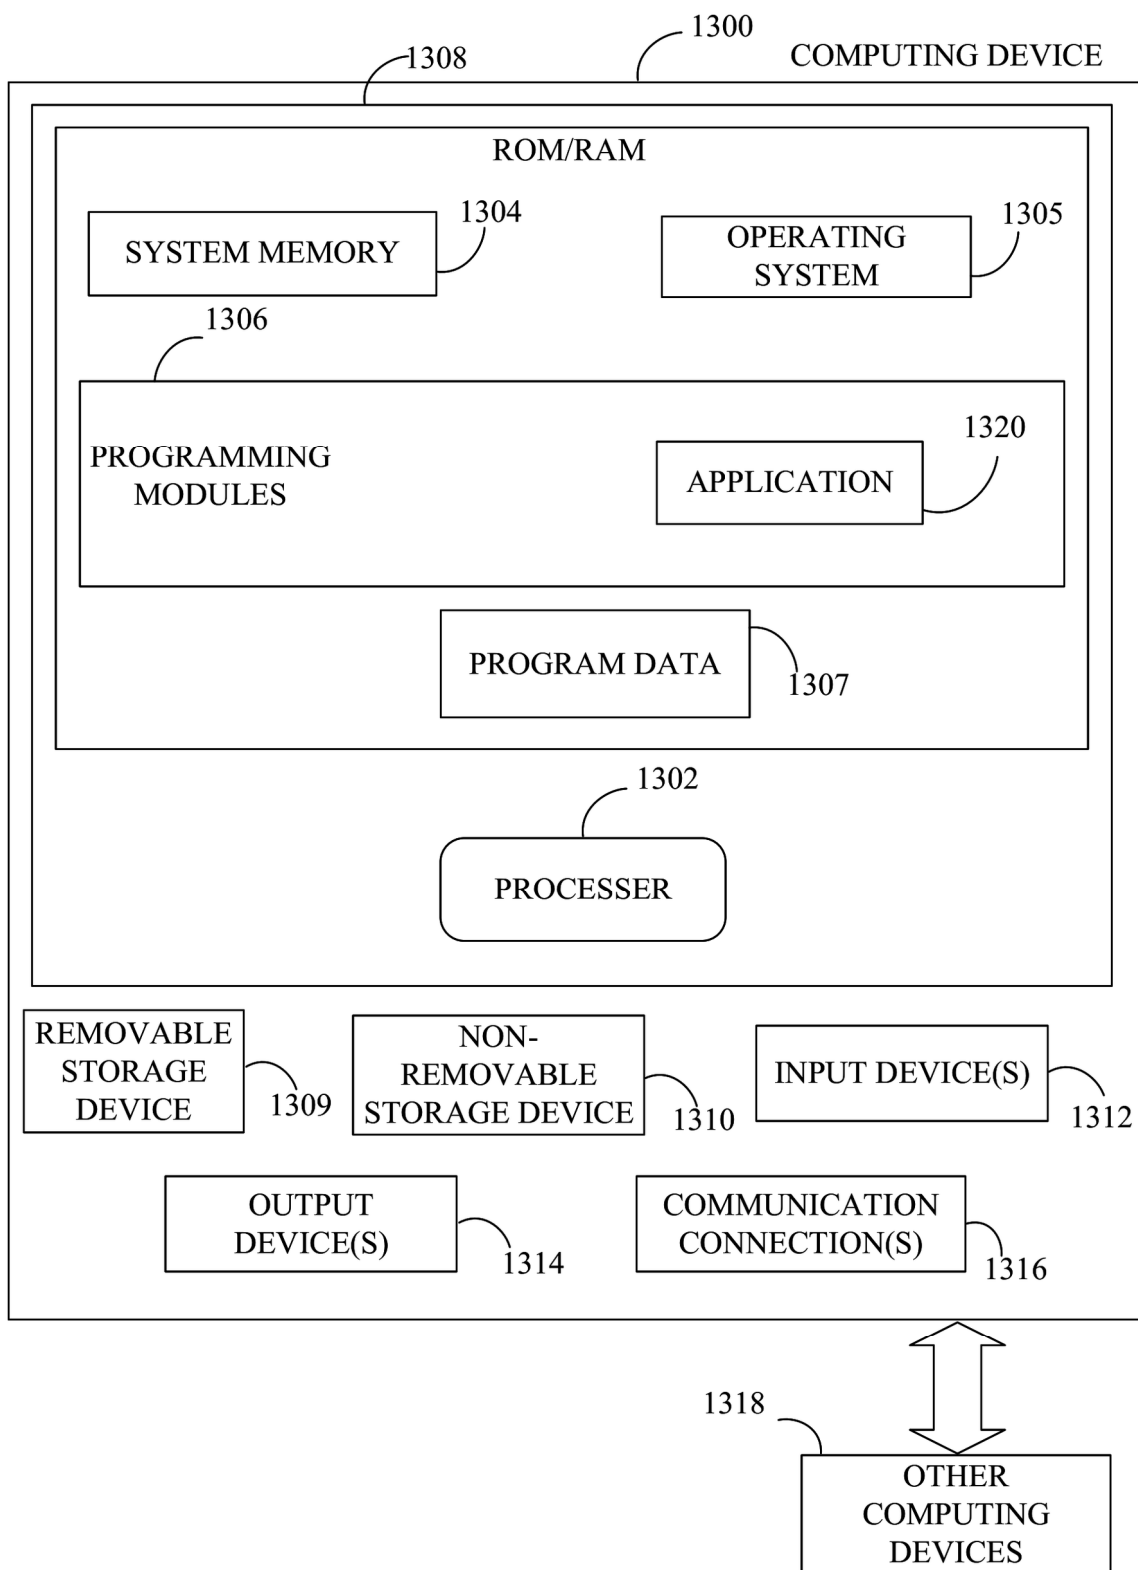 1300
COMPUTING DEVICE
1308
ROM/RAM
SYSTEM MEMORY
1304
OPERATING
SYSTEM
1305
1306
PROGRAMMING
MODULES
APPLICATION
1320
PROGRAM DATA
1307
1302
PROCESSER
REMOVABLE
STORAGE
DEVICE
1309
NON-
REMOVABLE
STORAGE DEVICE
1310
INPUT DEVICE(S)
1312
OUTPUT
DEVICE(S)
1314
COMMUNICATION
CONNECTION(S)
1316
1318
OTHER
COMPUTING
DEVICES